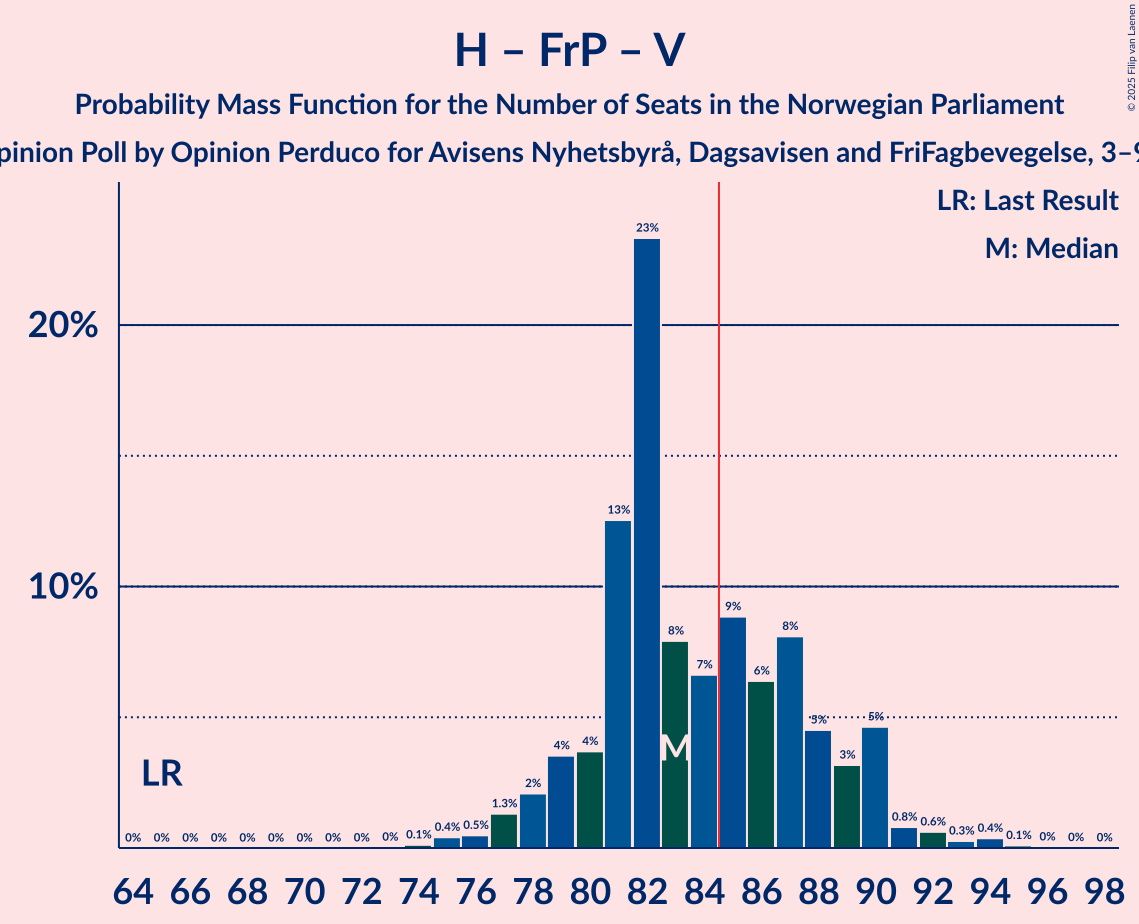 H – FrP – V
Probability Mass Function for the Number of Seats in the Norwegian Parliament
pinion Poll by Opinion Perduco for Avisens Nyhetsbyrå, Dagsavisen and FriFagbevegelse, 3–9
© 2025 Filip van Laenen
LR: Last Result
M: Median
20%
10%
LR
M
0% 0% 0% 0% 0% 0% 0% 0% 0% 0% 0.1% 0.4% 0.5% 1.3% 2% 4% 4% 13% 23% 8% 7% 9% 6% 8% 5% 3% 5% 0.8% 0.6% 0.3% 0.4% 0.1% 0% 0% 0%
64 66 68 70 72 74 76 78 80 82 84 86 88 90 92 94 96 98